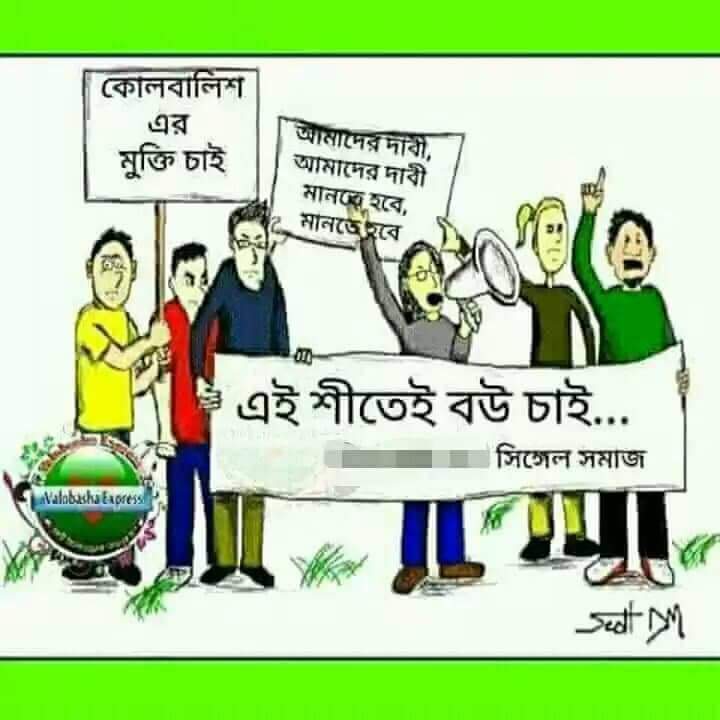 কোলবালিশ
এর
মুক্তি চাই
আমাদের দাবী,
আমাদের দাবী
মানতে হবে,
মানতে হবে
এই শীতেই বউ চাই...
সিঙ্গেল সমাজ
Valobasha Express